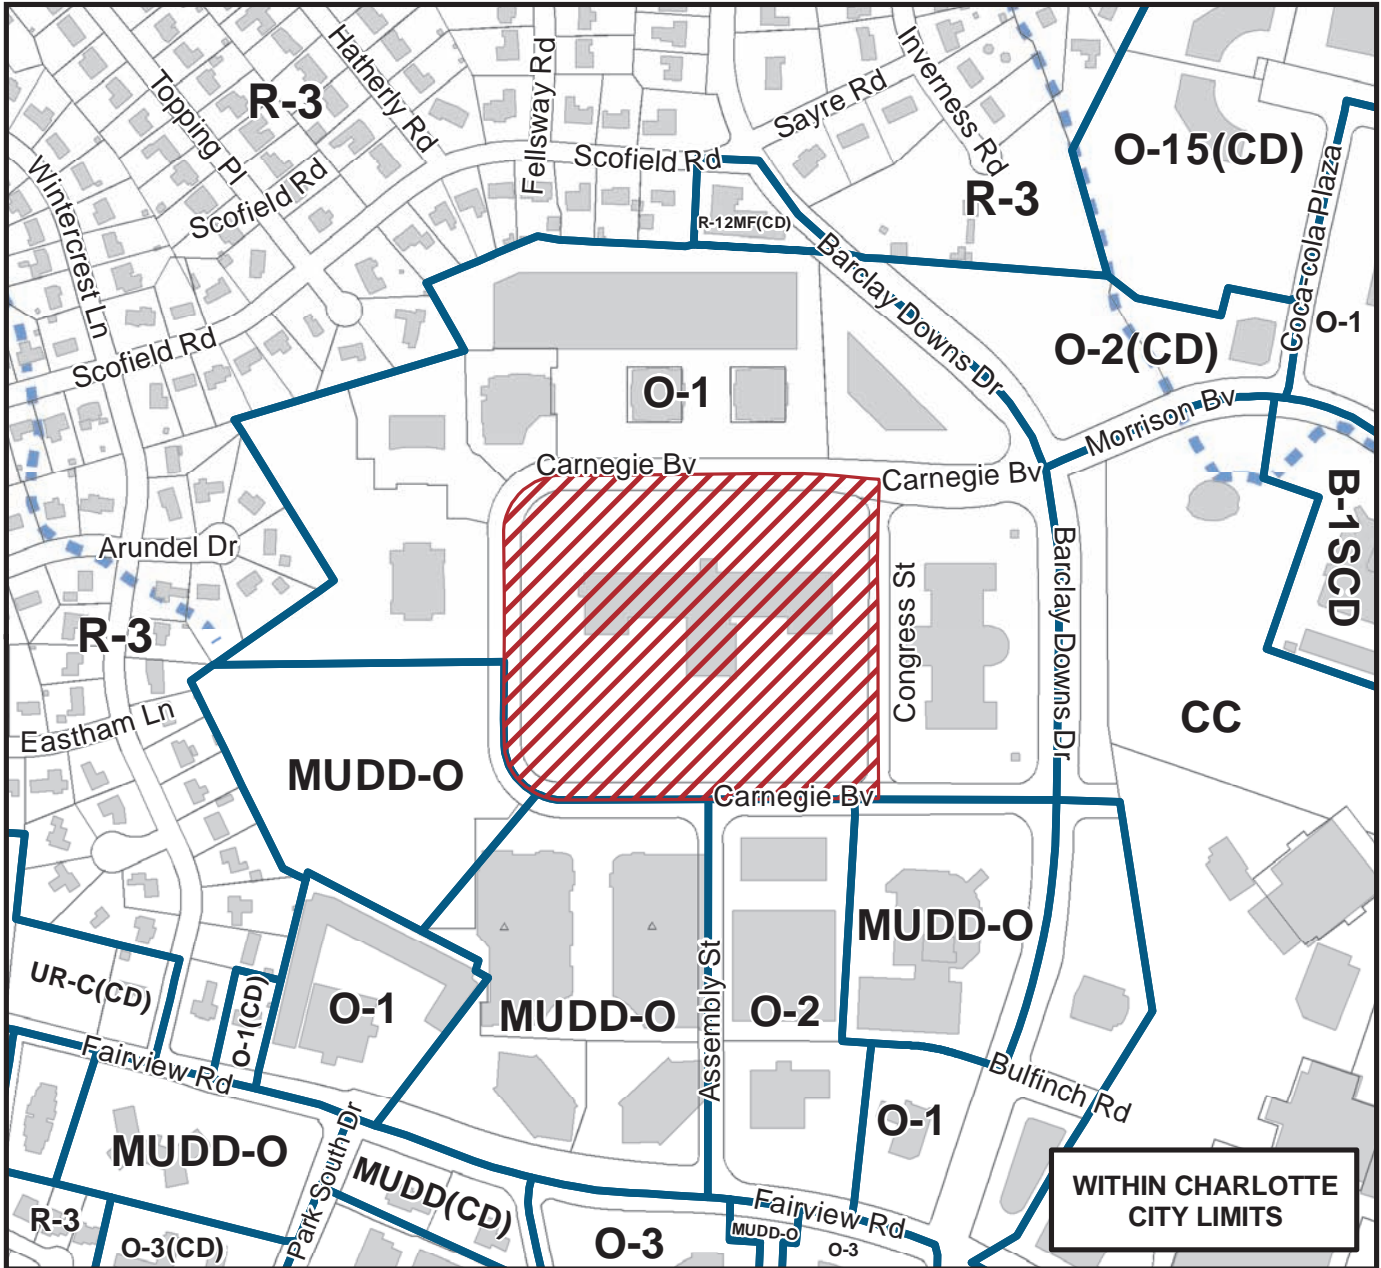 Hatherly Rd
Fellsway Rd
Inverness Rd
Topping Pl
R-3
Sayre Rd
O-15(CD)
Wintercrest Ln
Scofield Rd
Scofield Rd
R-3
Coca-cola Plaza
R-12MF(CD)
Barclay Downs Dr
O-1
Scofield Rd
O-2(CD)
O-1
Morrison Bv
Carnegie Bv
Carnegie Bv
B-1SCD
Arundel Dr
Congress St
Barclay Downs Dr
R-3
Eastham Ln
CC
MUDD-O
Carnegie Bv
MUDD-O
UR-C(CD)
O-1(CD)
O-1
MUDD-O
Assembly St
O-2
Fairview Rd
Bulfinch Rd
O-1
MUDD-O
Park South Dr
MUDD(CD)
WITHIN CHARLOTTE
CITY LIMITS
R-3
O-3(CD)
O-3
Fairview Rd
MUDD-O
O-3